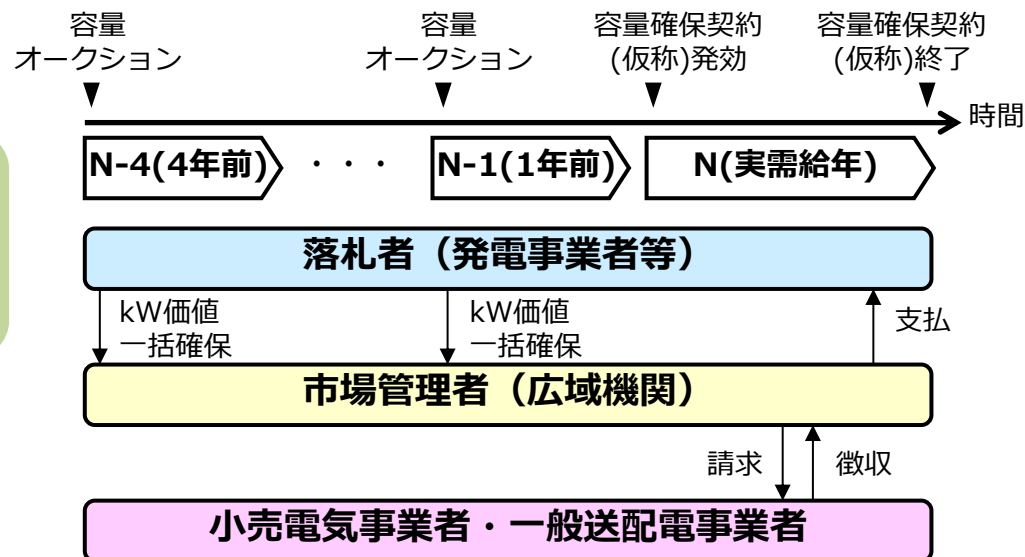 容量
オークション
容量
オークション
容量確保契約
(仮称)発効
容量確保契約
(仮称)終了
時間
N-4(4年前)
・・・
N-1(1年前)
N(実需給年)
落札者（発電事業者等）
kW価値
一括確保
kW価値
一括確保
支払
市場管理者（広域機関）
請求
徴収
小売電気事業者・一般送配電事業者